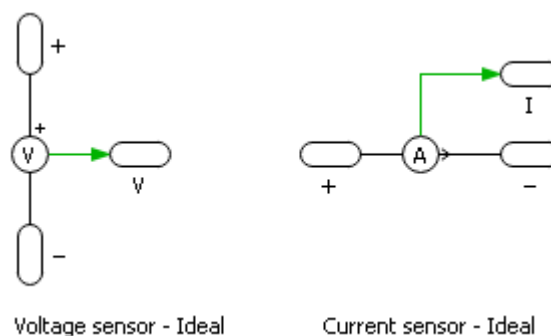 +
+
V
V
-
I
A
+
-
Voltage sensor - Ideal
Current sensor - Ideal